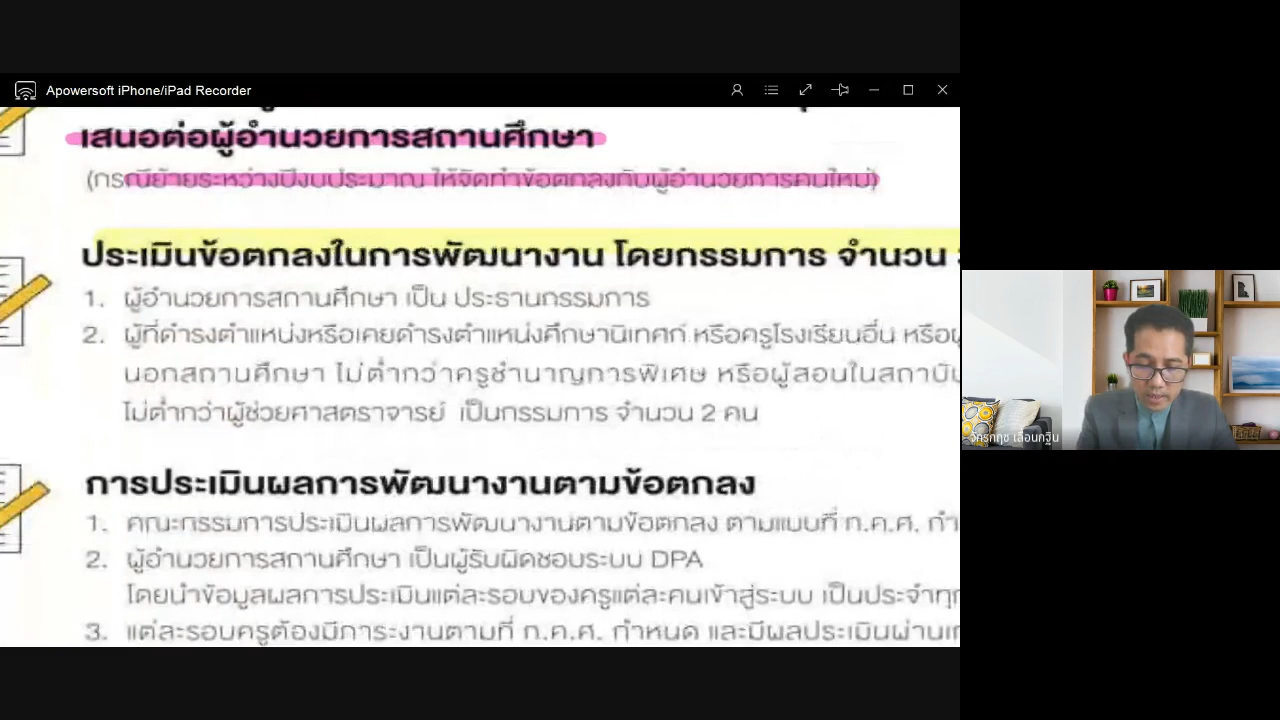 Apowersoft iPhone/iPad Recorder
เสนอต่อผู้อำนวยการสถานศึกษา
(กรณีย้ายระหว่างปีงบประมาณ ให้จัดทำข้อตกลงกับผู้อำนวยการคนใหม่)
ประเมินข้อตกลงในการพัฒนางาน โดยกรรมการ จำนวน
1. ผู้อำนวยการสถานศึกษา เป็น ประธานกรรมการ
2. ผู้ที่ดำรงตำแหน่งหรือเคยดำรงตำแหน่งศึกษานิเทศก์ หรือครูโรงเรียนอื่น หรือ
นอกสถานศึกษา ไม่ต่ำกว่าครูชำนาญการพิเศษ หรือผู้สอนในสถาบัน
ไม่ต่ำกว่าผู้ช่วยศาสตราจารย์ เป็นกรรมการ จำนวน 2 คน
การประเมินผลการพัฒนางานตามข้อตกลง
1. คณะกรรมการประเมินผลการพัฒนางานตามข้อตกลง ตามแบบที่ ก.ค.ศ.
2. ผู้อำนวยการสถานศึกษา เป็นผู้รับผิดชอบระบบ DPA
โดยนำข้อมูลผลการประเมินแต่ละรอบของครูแต่ละคนเข้าสู่ระบบ เป็นประจำทุก
3. แต่ละรอบครูต้องมีภาระงานตามที่ ก.ค.ศ. กำหนด และมีผลประเมินผ่าน
จักรกฤช เลื่อนกฐิน